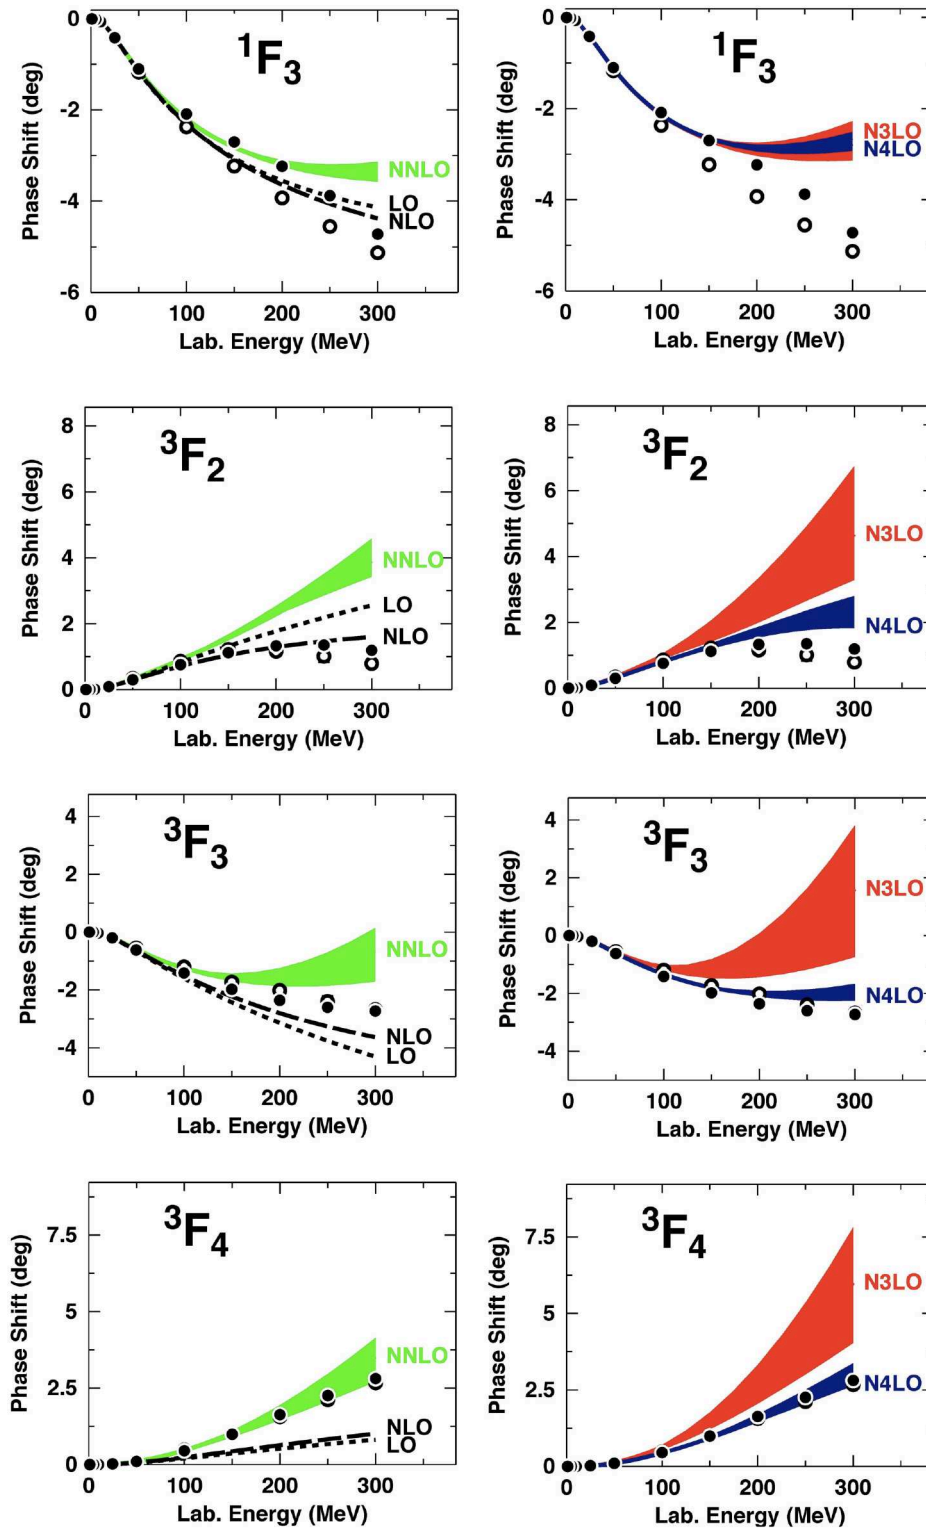 ¹F₃
Phase Shift (deg)
0
-2
-4
-6
NNLO
LO
NLO
0 100 200 300
Lab. Energy (MeV)
¹F₃
Phase Shift (deg)
0
-2
-4
-6
N3LO
N4LO
0 100 200 300
Lab. Energy (MeV)
³F₂
Phase Shift (deg)
8
6
4
2
0
NNLO
LO
NLO
0 100 200 300
Lab. Energy (MeV)
³F₂
Phase Shift (deg)
8
6
4
2
0
N3LO
N4LO
0 100 200 300
Lab. Energy (MeV)
³F₃
Phase Shift (deg)
4
2
0
-2
-4
NNLO
NLO
LO
0 100 200 300
Lab. Energy (MeV)
³F₃
Phase Shift (deg)
4
2
0
-2
-4
N3LO
N4LO
0 100 200 300
Lab. Energy (MeV)
³F₄
Phase Shift (deg)
7.5
5
2.5
0
NNLO
NLO
LO
0 100 200 300
Lab. Energy (MeV)
³F₄
Phase Shift (deg)
7.5
5
2.5
0
N3LO
N4LO
0 100 200 300
Lab. Energy (MeV)